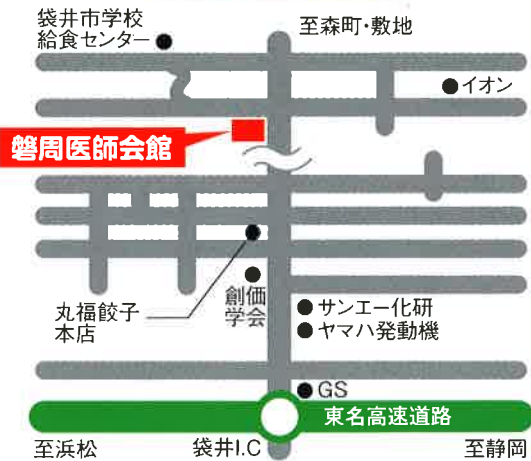 袋井市学校
給食センター
至森町・敷地
イオン
磐周医師会館
丸福餃子
本店
創価
学会
サンエー化研
ヤマハ発動機
GS
東名高速道路
至浜松
袋井I.C
至静岡